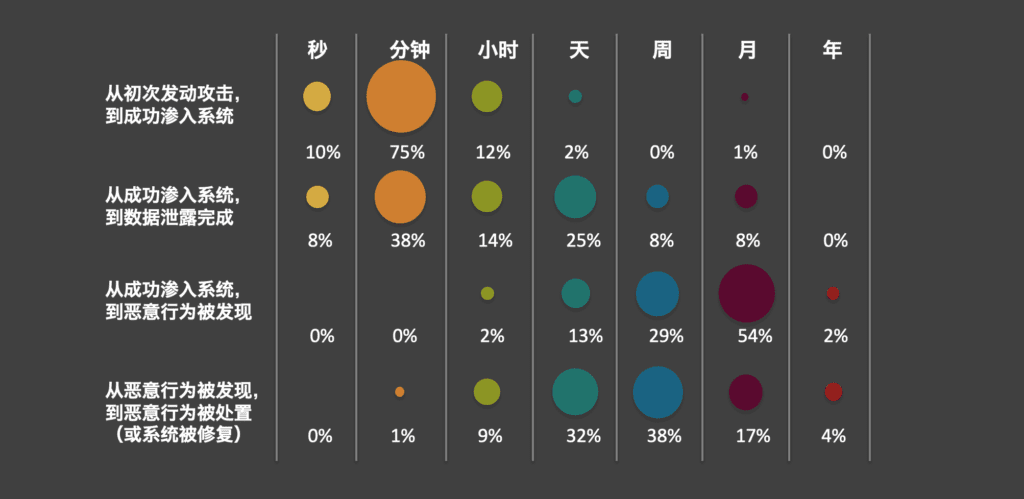 秒 分钟 小时 天 周 月 年
从初次发动攻击，
到成功渗入系统
10% 75% 12% 2% 0% 1% 0%
从成功渗入系统，
到数据泄露完成
8% 38% 14% 25% 8% 8% 0%
从成功渗入系统，
到恶意行为被发现
0% 0% 2% 13% 29% 54% 2%
从恶意行为被发现，
到恶意行为被处置
（或系统被修复）
0% 1% 9% 32% 38% 17% 4%